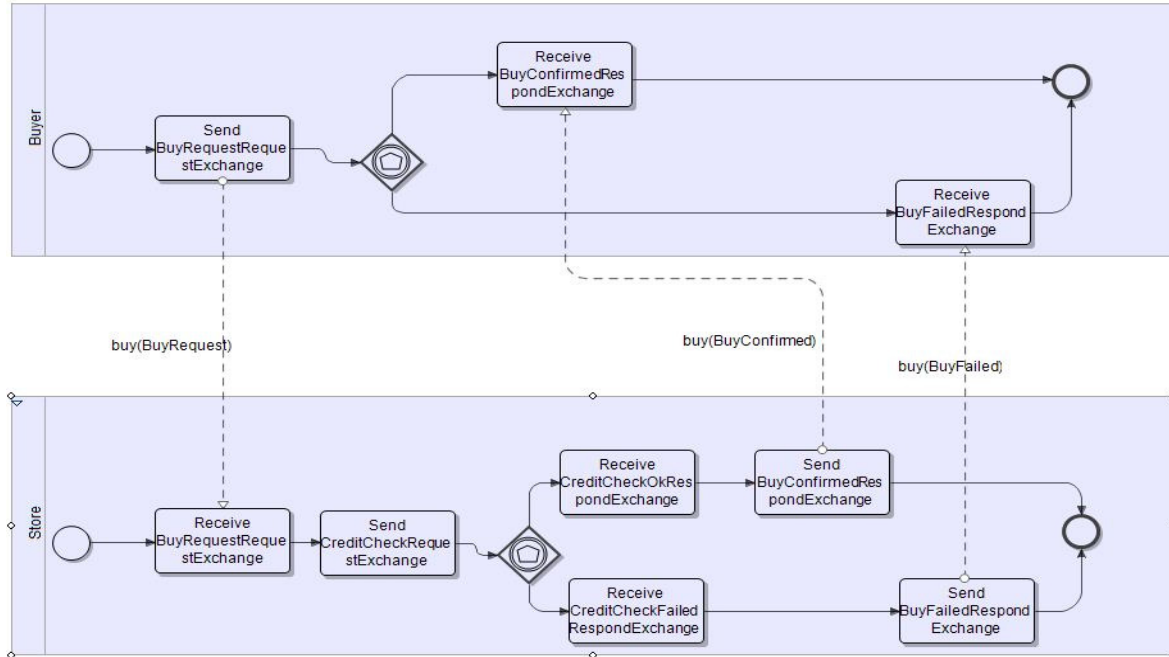 Buyer
Send
BuyRequestReque
stExchange
Receive
BuyConfirmedRes
pondExchange
Receive
BuyFailedRespond
Exchange
buy(BuyRequest)
buy(BuyConfirmed)
buy(BuyFailed)
Store
Receive
BuyRequestReque
stExchange
Send
CreditCheckReque
stExchange
Receive
CreditCheckOkRes
pondExchange
Send
BuyConfirmedRes
pondExchange
Receive
CreditCheckFailed
RespondExchange
Send
BuyFailedRespond
Exchange